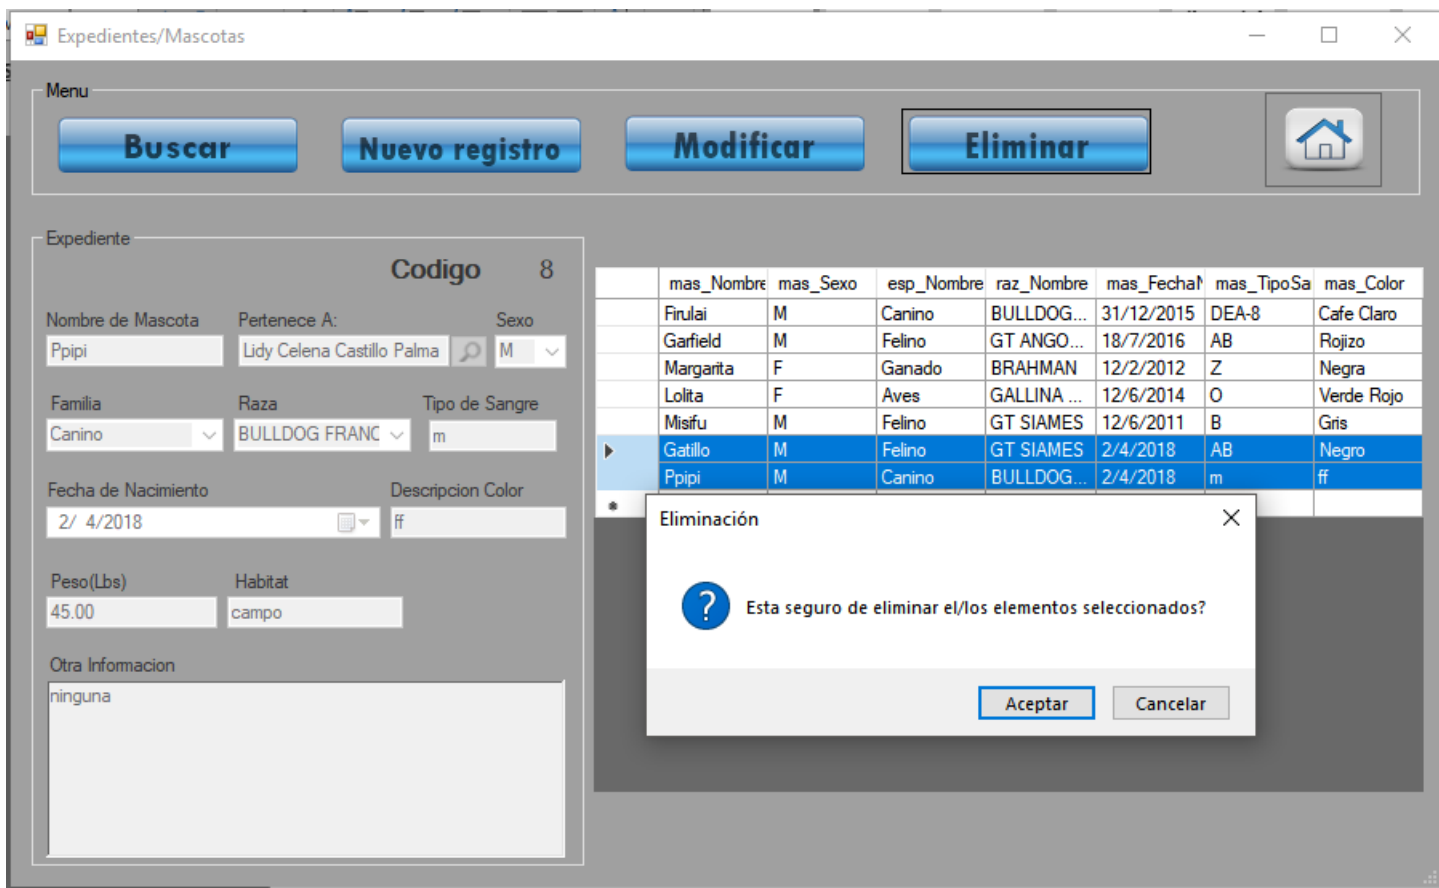 Expedientes/Mascotas
Menu
Buscar
Nuevo registro
Modificar
Eliminar
Expediente
Codigo 8
Nombre de Mascota Pertenece A: Sexo
Ppipi Lidy Celena Castillo Palma M
Familia Raza Tipo de Sangre
Canino BULLDOG FRANC m
Fecha de Nacimiento Descripcion Color
2/ 4/2018 ff
Peso(Lbs) Habitat
45.00 campo
Otra Informacion
ninguna
mas_Nombre mas_Sexo esp_Nombre raz_Nombre mas_FechaN mas_TipoSa mas_Color
Firulai M Canino BULLDOG... 31/12/2015 DEA-8 Cafe Claro
Garfield M Felino GT ANGO... 18/7/2016 AB Rojizo
Margarita F Ganado BRAHMAN 12/2/2012 Z Negra
Lolita F Aves GALLINA ... 12/6/2014 O Verde Rojo
Misifu M Felino GT SIAMES 12/6/2011 B Gris
Gatillo M Felino GT SIAMES 2/4/2018 AB Negro
Ppipi M Canino BULLDOG... 2/4/2018 m ff
Eliminación
Esta seguro de eliminar el/los elementos seleccionados?
Aceptar Cancelar